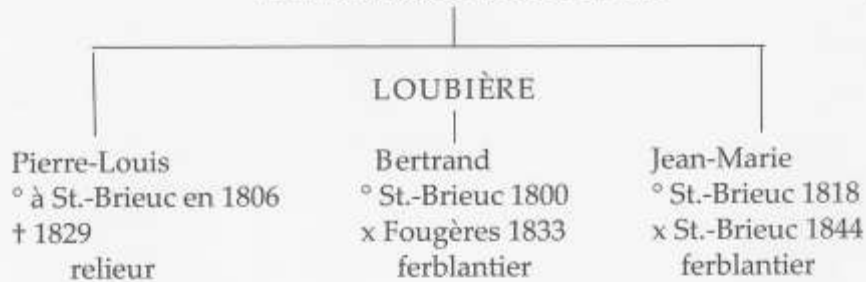 LOUBIÈRE
Pierre-Louis
° à St.-Brieuc en 1806
† 1829
relieur
Bertrand
° St.-Brieuc 1800
x Fougères 1833
ferblantier
Jean-Marie
° St.-Brieuc 1818
x St.-Brieuc 1844
ferblantier